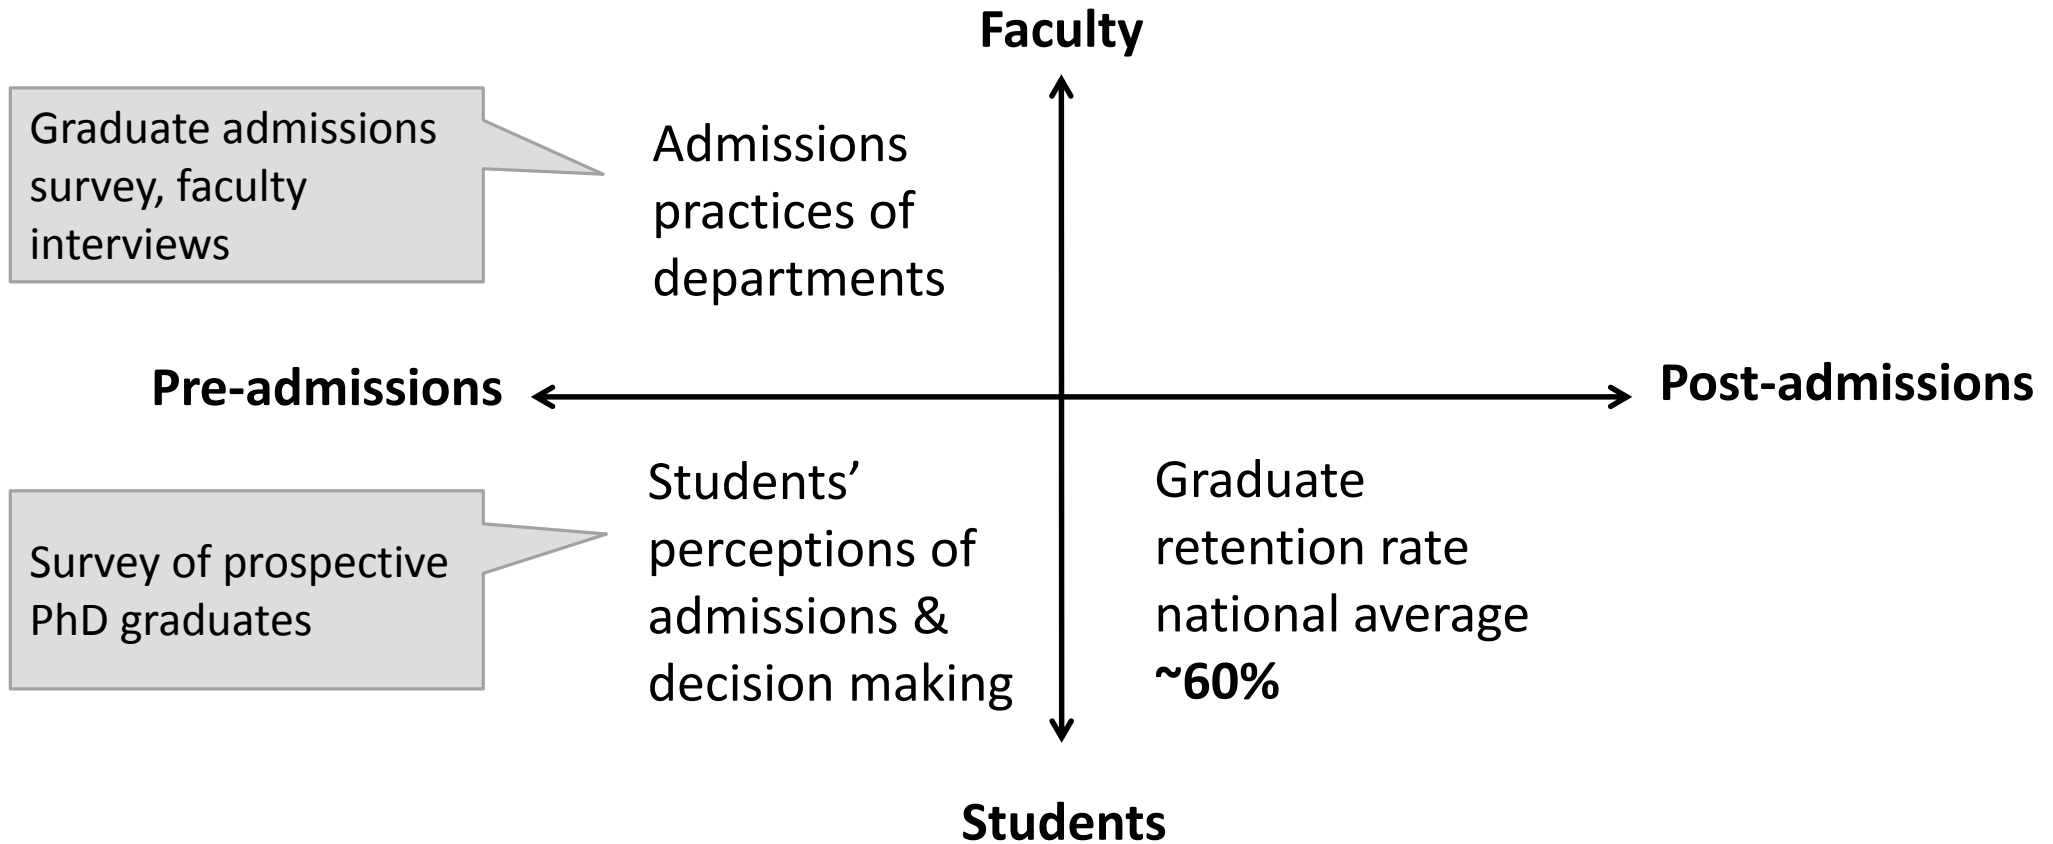 Faculty
Graduate admissions
survey, faculty
interviews
Admissions
practices of
departments
Pre-admissions
Post-admissions
Survey of prospective
PhD graduates
Students’
perceptions of
admissions &
decision making
Graduate
retention rate
national average
~60%
Students